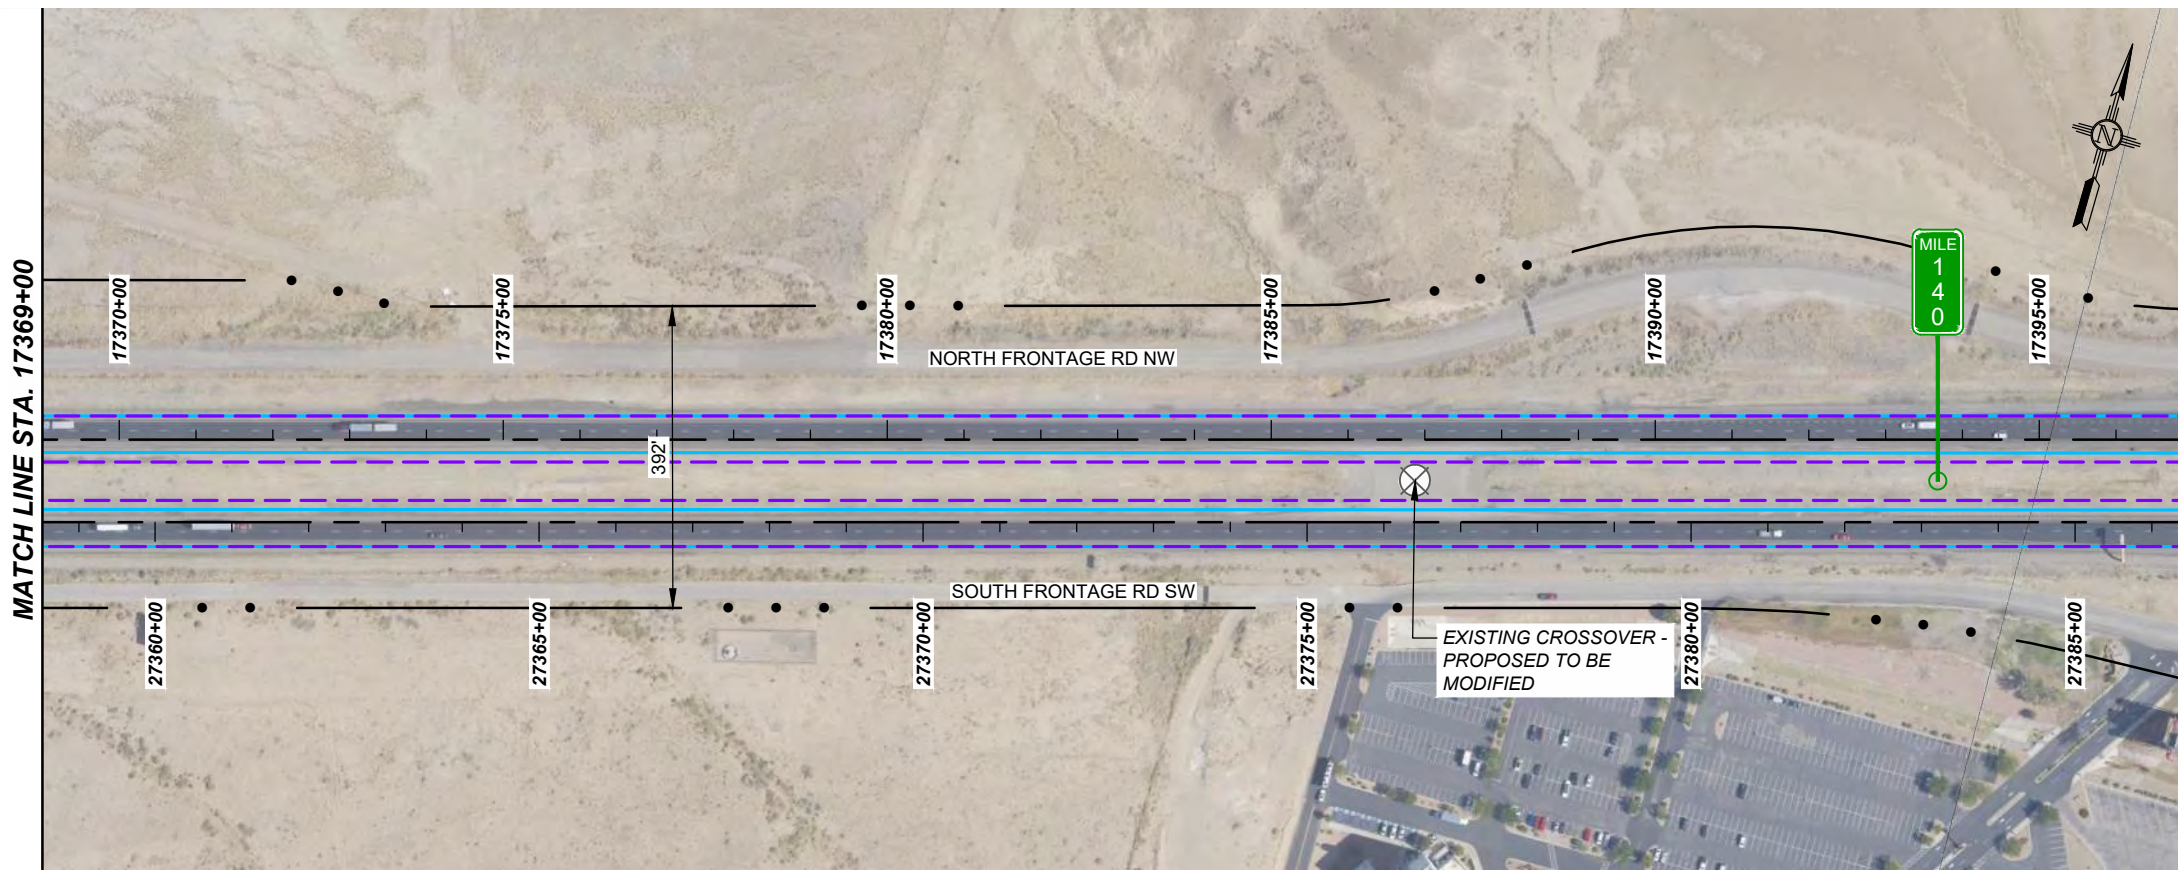 MATCH LINE STA. 17369+00
17370+00
17375+00
17380+00
17385+00
17390+00
17395+00
MILE
1
4
0
N
NORTH FRONTAGE RD NW
392'
SOUTH FRONTAGE RD SW
27360+00
27365+00
27370+00
27375+00
27380+00
27385+00
EXISTING CROSSOVER -
PROPOSED TO BE
MODIFIED